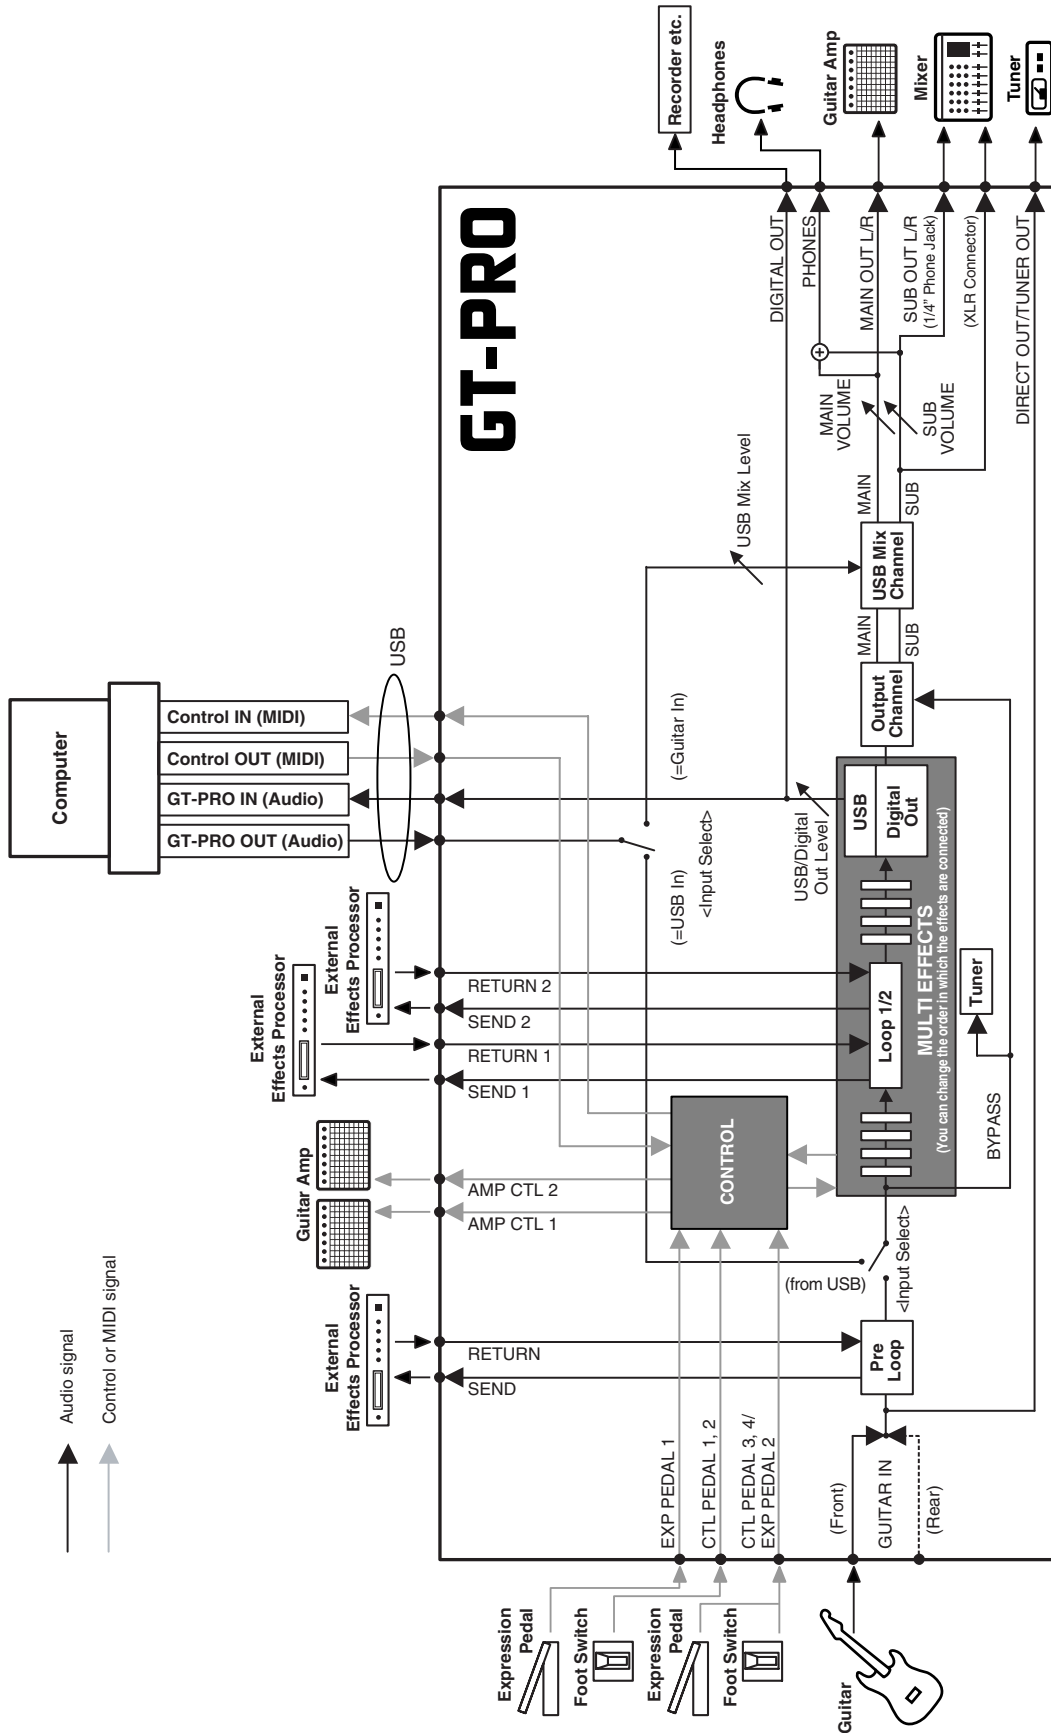 Audio signal
Control or MIDI signal
Computer
Control IN (MIDI)
Control OUT (MIDI)
GT-PRO IN (Audio)
GT-PRO OUT (Audio)
USB
External
Effects Processor
Guitar Amp
External
Effects Processor
External
Effects Processor
GT-PRO
SEND
RETURN
AMP CTL 1
AMP CTL 2
SEND 1
RETURN 1
SEND 2
RETURN 2
(=USB In)
<Input Select>
(=Guitar In)
USB Mix Level
Expression
Pedal
Foot Switch
Expression
Pedal
Foot Switch
Guitar
EXP PEDAL 1
CTL PEDAL 1, 2
CTL PEDAL 3, 4/
EXP PEDAL 2
(Front)
GUITAR IN
(Rear)
Pre
Loop
(from USB)
<Input Select>
CONTROL
Loop 1/2
MULTI EFFECTS
(You can change the order in which the effects are connected)
BYPASS
Tuner
USB/Digital
Out Level
USB
Digital
Out
Output
Channel
MAIN
SUB
USB Mix
Channel
MAIN
SUB
MAIN
VOLUME
SUB
VOLUME
DIGITAL OUT
PHONES
MAIN OUT L/R
SUB OUT L/R
(1/4" Phone Jack)
(XLR Connector)
DIRECT OUT/TUNER OUT
Recorder etc.
Headphones
Guitar Amp
Mixer
Tuner